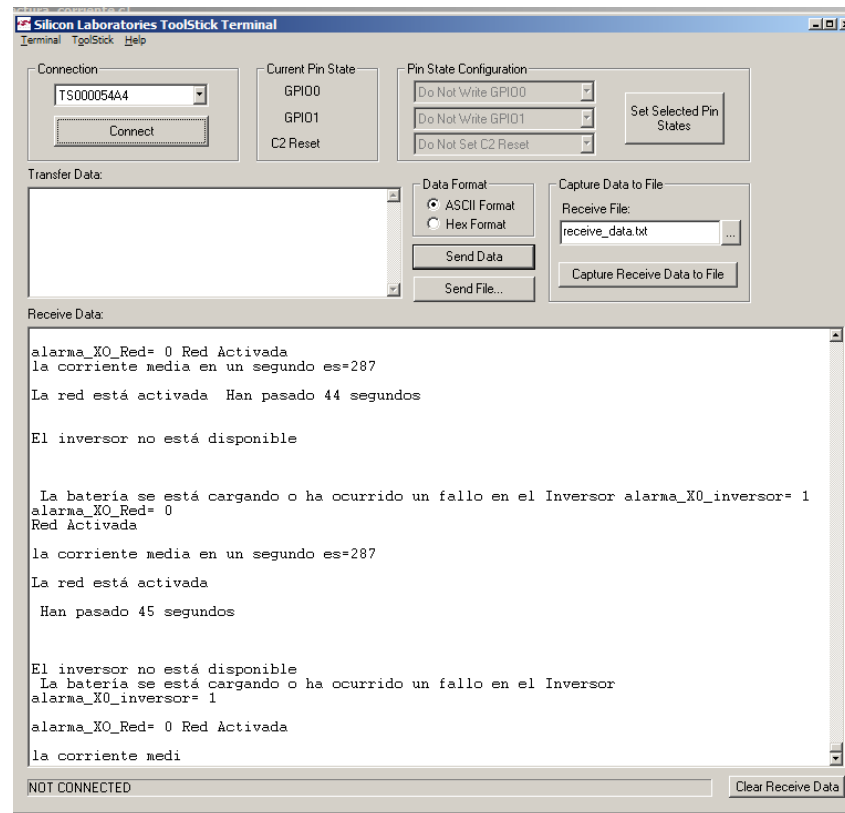 Silicon Laboratories ToolStick Terminal
Terminal ToolStick Help
Connection
TS000054A4
Connect
Current Pin State
GPIO0
GPIO1
C2 Reset
Pin State Configuration
Do Not Write GPIO0
Do Not Write GPIO1
Do Not Set C2 Reset
Set Selected Pin
States
Transfer Data:
Data Format
ASCII Format
Hex Format
Send Data
Send File...
Capture Data to File
Receive File:
receive_data.txt
...
Capture Receive Data to File
Receive Data:
alarma_XO_Red= 0 Red Activada
la corriente media en un segundo es=287
La red está activada  Han pasado 44 segundos
El inversor no está disponible
La batería se está cargando o ha ocurrido un fallo en el Inversor alarma_X0_inversor= 1
alarma_XO_Red= 0
Red Activada
la corriente media en un segundo es=287
La red está activada
Han pasado 45 segundos
El inversor no está disponible
La batería se está cargando o ha ocurrido un fallo en el Inversor
alarma_X0_inversor= 1
alarma_XO_Red= 0 Red Activada
la corriente medi
NOT CONNECTED
Clear Receive Data